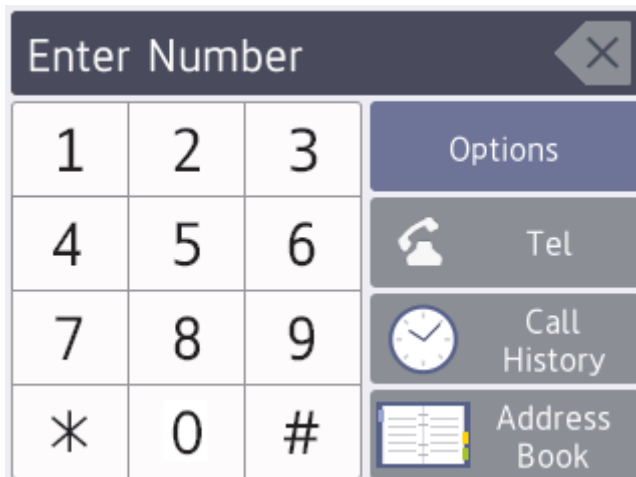 Enter Number
1 2 3
Options
4 5 6
Tel
7 8 9
Call
History
* 0 #
Address
Book